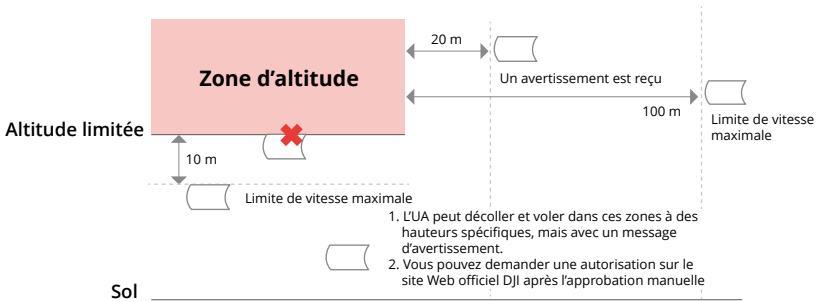 20 m
Zone d’altitude
Un avertissement est reçu
100 m
Limite de vitesse
maximale
Altitude limitée
10 m
Limite de vitesse maximale
1. L’UA peut décoller et voler dans ces zones à des
hauteurs spécifiques, mais avec un message
d’avertissement.
2. Vous pouvez demander une autorisation sur le
site Web officiel DJI après l’approbation manuelle
Sol